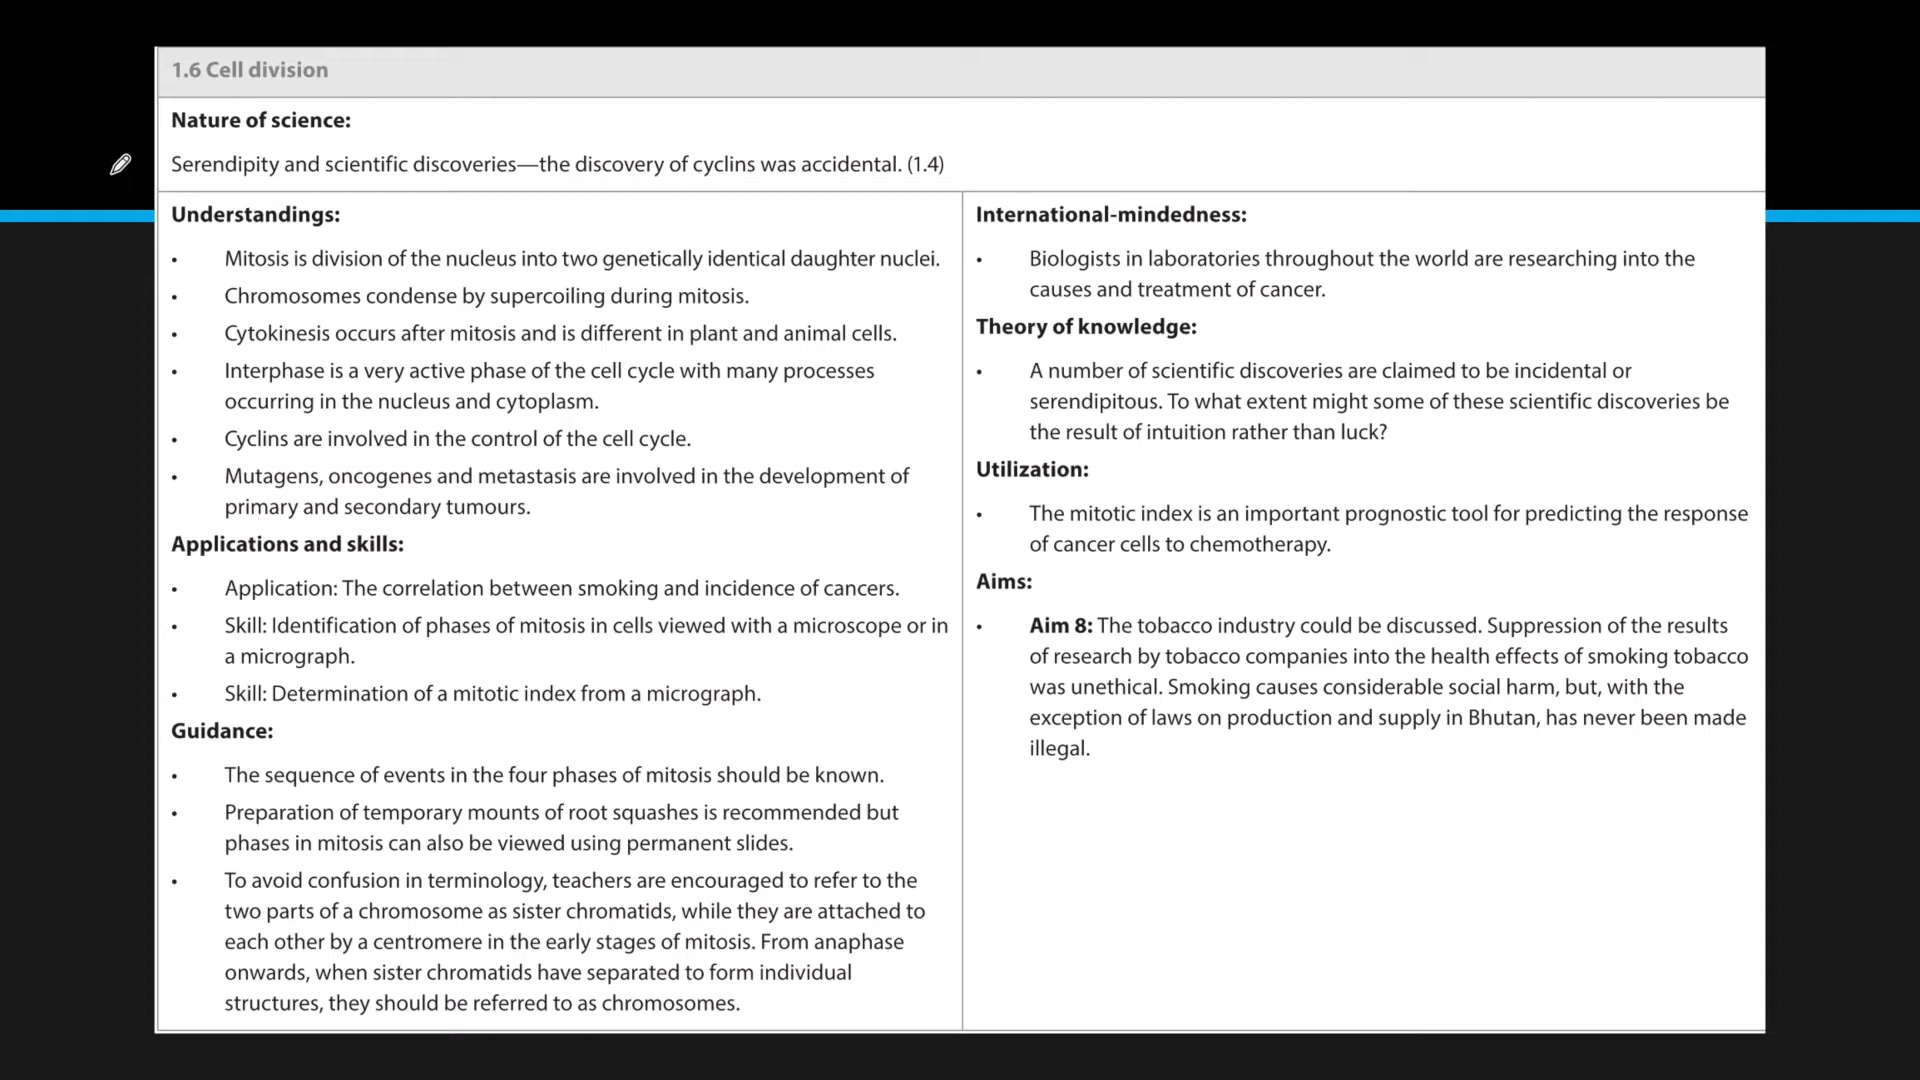 1.6 Cell division
Nature of science:
Serendipity and scientific discoveries—the discovery of cyclins was accidental. (1.4)
Understandings:
• Mitosis is division of the nucleus into two genetically identical daughter nuclei.
• Chromosomes condense by supercoiling during mitosis.
• Cytokinesis occurs after mitosis and is different in plant and animal cells.
• Interphase is a very active phase of the cell cycle with many processes
occurring in the nucleus and cytoplasm.
• Cyclins are involved in the control of the cell cycle.
• Mutagens, oncogenes and metastasis are involved in the development of
primary and secondary tumours.
Applications and skills:
• Application: The correlation between smoking and incidence of cancers.
• Skill: Identification of phases of mitosis in cells viewed with a microscope or in
a micrograph.
• Skill: Determination of a mitotic index from a micrograph.
Guidance:
• The sequence of events in the four phases of mitosis should be known.
• Preparation of temporary mounts of root squashes is recommended but
phases in mitosis can also be viewed using permanent slides.
• To avoid confusion in terminology, teachers are encouraged to refer to the
two parts of a chromosome as sister chromatids, while they are attached to
each other by a centromere in the early stages of mitosis. From anaphase
onwards, when sister chromatids have separated to form individual
structures, they should be referred to as chromosomes.
International-mindedness:
• Biologists in laboratories throughout the world are researching into the
causes and treatment of cancer.
Theory of knowledge:
• A number of scientific discoveries are claimed to be incidental or
serendipitous. To what extent might some of these scientific discoveries be
the result of intuition rather than luck?
Utilization:
• The mitotic index is an important prognostic tool for predicting the response
of cancer cells to chemotherapy.
Aims:
• Aim 8: The tobacco industry could be discussed. Suppression of the results
of research by tobacco companies into the health effects of smoking tobacco
was unethical. Smoking causes considerable social harm, but, with the
exception of laws on production and supply in Bhutan, has never been made
illegal.